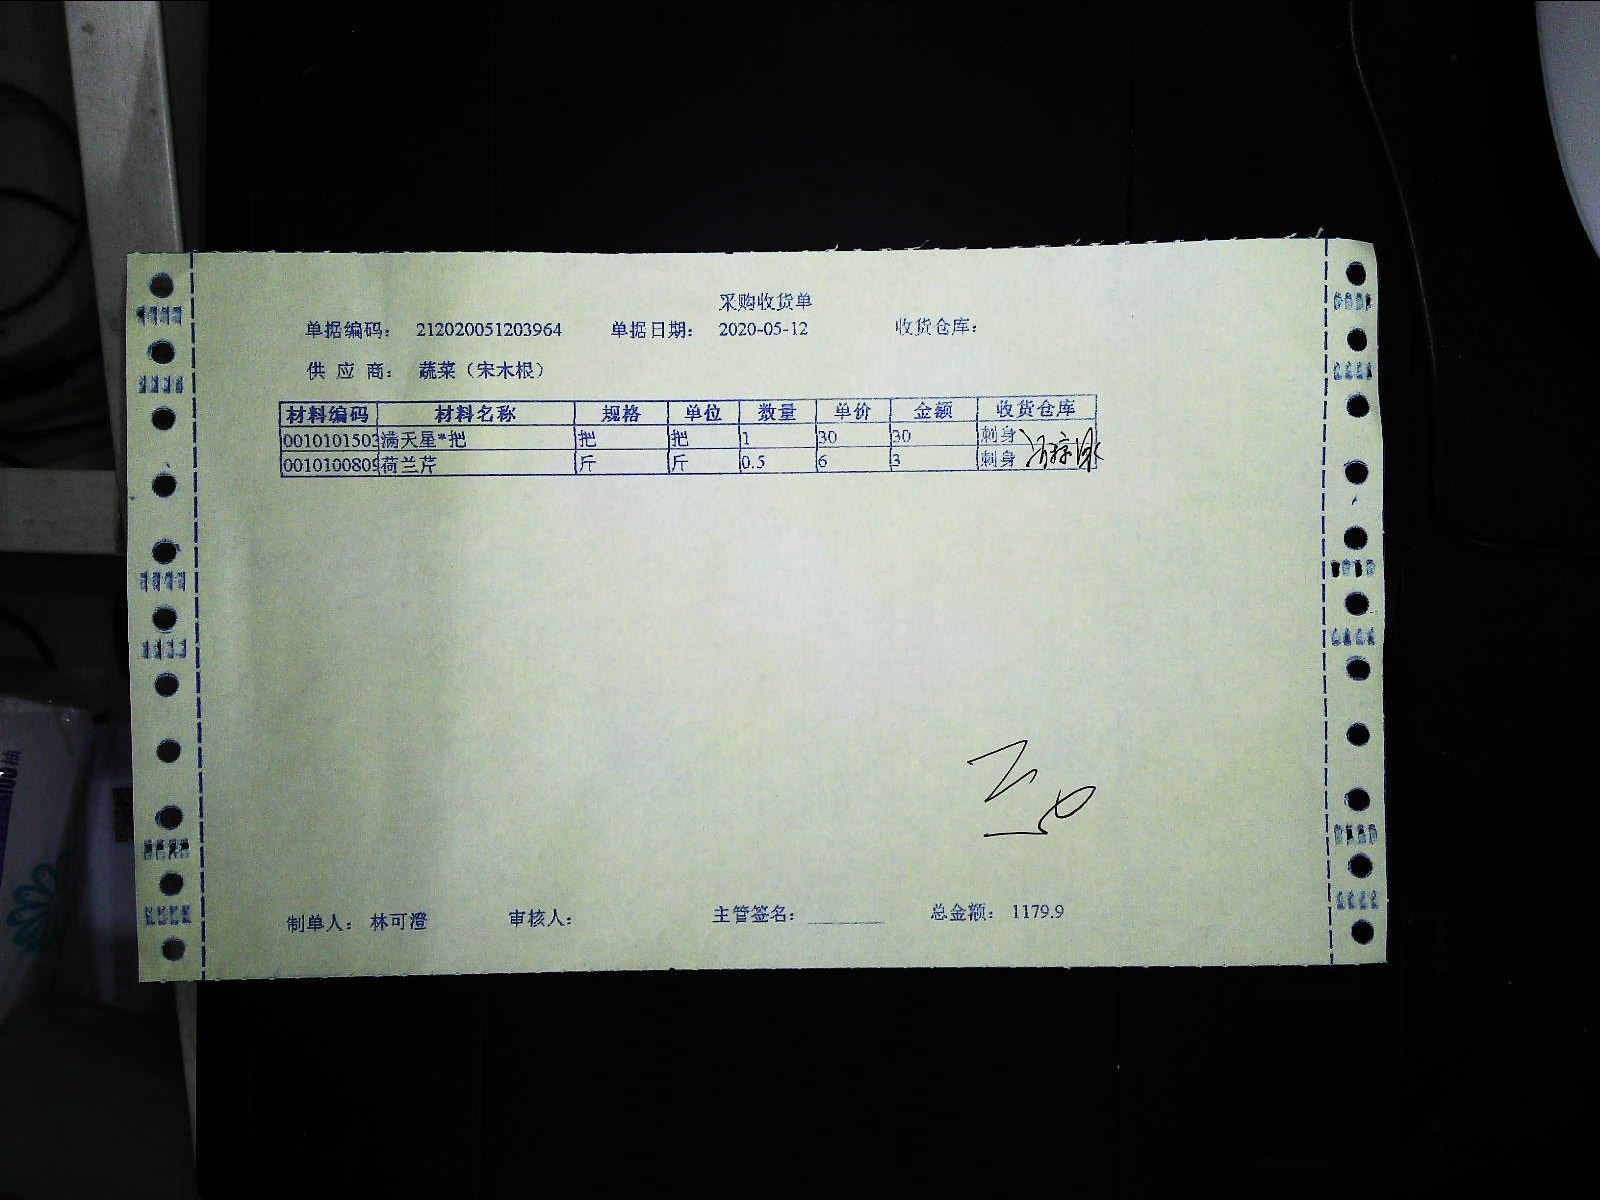 采购收货单
单据编码： 212020051203964 单据日期： 2020-05-12 收货仓库：
供 应 商： 蔬菜（宋木根）
材料编码 材料名称 规格 单位 数量 单价 金额 收货仓库
0010101503 满天星*把 把 把 1 30 30 刺身
0010100809 荷兰芹 斤 斤 0.5 6 3 刺身
制单人： 林可澄 审核人： 主管签名： 总金额： 1179.9